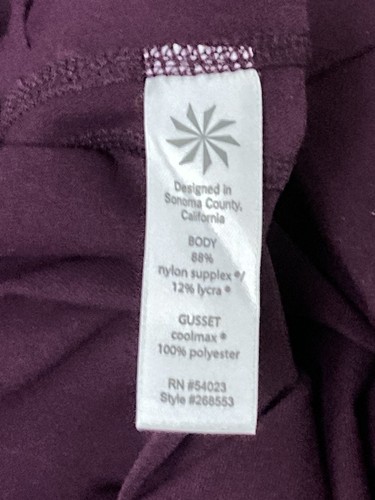 Designed in
Sonoma County,
California
BODY
88%
nylon supplex ®/
12% lycra ®
GUSSET
coolmax ®
100% polyester
RN #54023
Style #268553